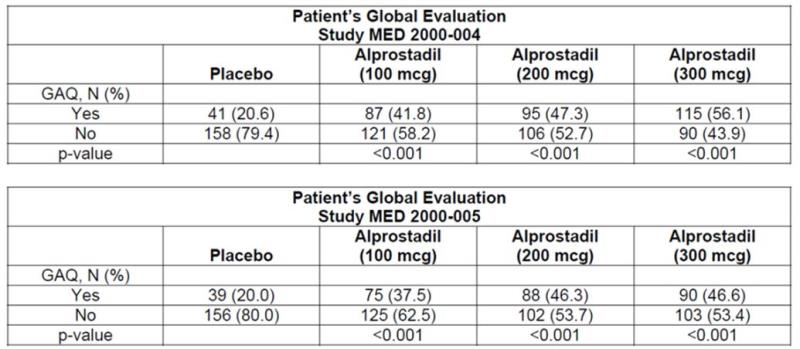 Patient's Global Evaluation
Study MED 2000-004
Placebo Alprostadil (100 mcg) Alprostadil (200 mcg) Alprostadil (300 mcg)
GAQ, N (%)
Yes 41 (20.6) 87 (41.8) 95 (47.3) 115 (56.1)
No 158 (79.4) 121 (58.2) 106 (52.7) 90 (43.9)
p-value <0.001 <0.001 <0.001
Patient's Global Evaluation
Study MED 2000-005
Placebo Alprostadil (100 mcg) Alprostadil (200 mcg) Alprostadil (300 mcg)
GAQ, N (%)
Yes 39 (20.0) 75 (37.5) 88 (46.3) 90 (46.6)
No 156 (80.0) 125 (62.5) 102 (53.7) 103 (53.4)
p-value <0.001 <0.001 <0.001